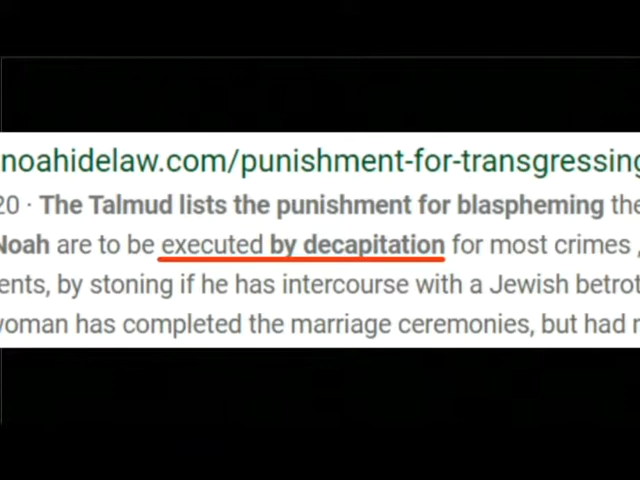 noahidelaw.com/punishment-for-transgressing
20 · The Talmud lists the punishment for blaspheming the
Noah are to be executed by decapitation for most crimes ,
ents, by stoning if he has intercourse with a Jewish betrot
woman has completed the marriage ceremonies, but had